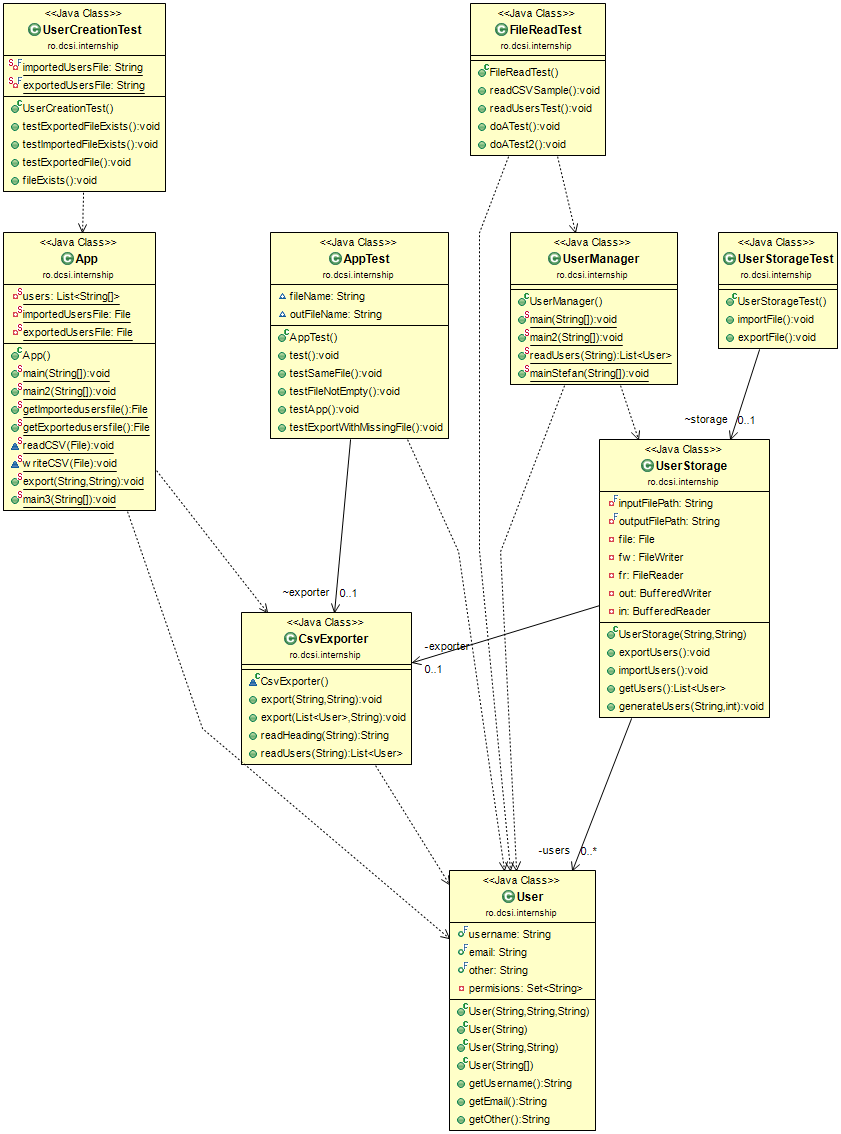 <<Java Class>>
UserCreationTest
ro.dcsi.internship
importedUsersFile: String
exportedUsersFile: String
UserCreationTest()
testExportedFileExists():void
testImportedFileExists():void
testExportedFile():void
fileExists():void
<<Java Class>>
FileReadTest
ro.dcsi.internship
FileReadTest()
readCSVSample():void
readUsersTest():void
doATest():void
doATest2():void
<<Java Class>>
App
ro.dcsi.internship
users: List<String[]>
importedUsersFile: File
exportedUsersFile: File
App()
main(String[]):void
main2(String[]):void
getImportedusersfile():File
getExportedusersfile():File
readCSV(File):void
writeCSV(File):void
export(String,String):void
main3(String[]):void
<<Java Class>>
AppTest
ro.dcsi.internship
fileName: String
outFileName: String
AppTest()
test():void
testSameFile():void
testFileNotEmpty():void
testApp():void
testExportWithMissingFile():void
<<Java Class>>
UserManager
ro.dcsi.internship
UserManager()
main(String[]):void
main2(String[]):void
readUsers(String):List<User>
mainStefan(String[]):void
<<Java Class>>
UserStorageTest
ro.dcsi.internship
UserStorageTest()
importFile():void
exportFile():void
~storage 0..1
<<Java Class>>
UserStorage
ro.dcsi.internship
inputFilePath: String
outputFilePath: String
file: File
fw: FileWriter
fr: FileReader
out: BufferedWriter
in: BufferedReader
UserStorage(String,String)
exportUsers():void
importUsers():void
getUsers():List<User>
generateUsers(String,int):void
~exporter 0..1
<<Java Class>>
CsvExporter
ro.dcsi.internship
CsvExporter()
export(String,String):void
export(List<User>,String):void
readHeading(String):String
readUsers(String):List<User>
-exporter
0..1
-users 0..*
<<Java Class>>
User
ro.dcsi.internship
username: String
email: String
other: String
permisions: Set<String>
User(String,String,String)
User(String)
User(String,String)
User(String[])
getUsername():String
getEmail():String
getOther():String